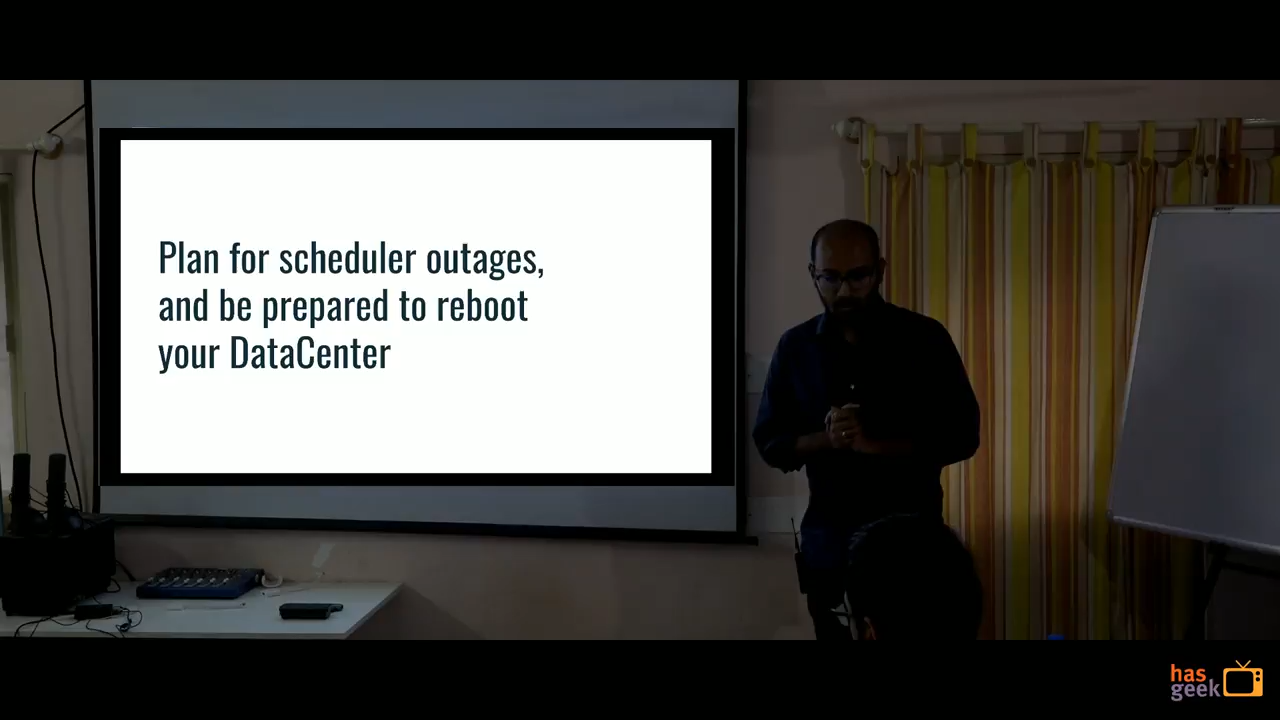 Plan for scheduler outages,
and be prepared to reboot
your DataCenter
has
geek